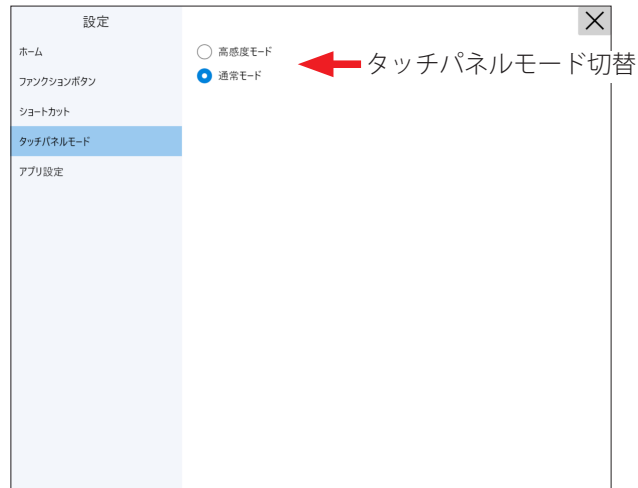 設定
ホーム
ファンクションボタン
ショートカット
タッチパネルモード
アプリ設定
高感度モード
通常モード
タッチパネルモード切替